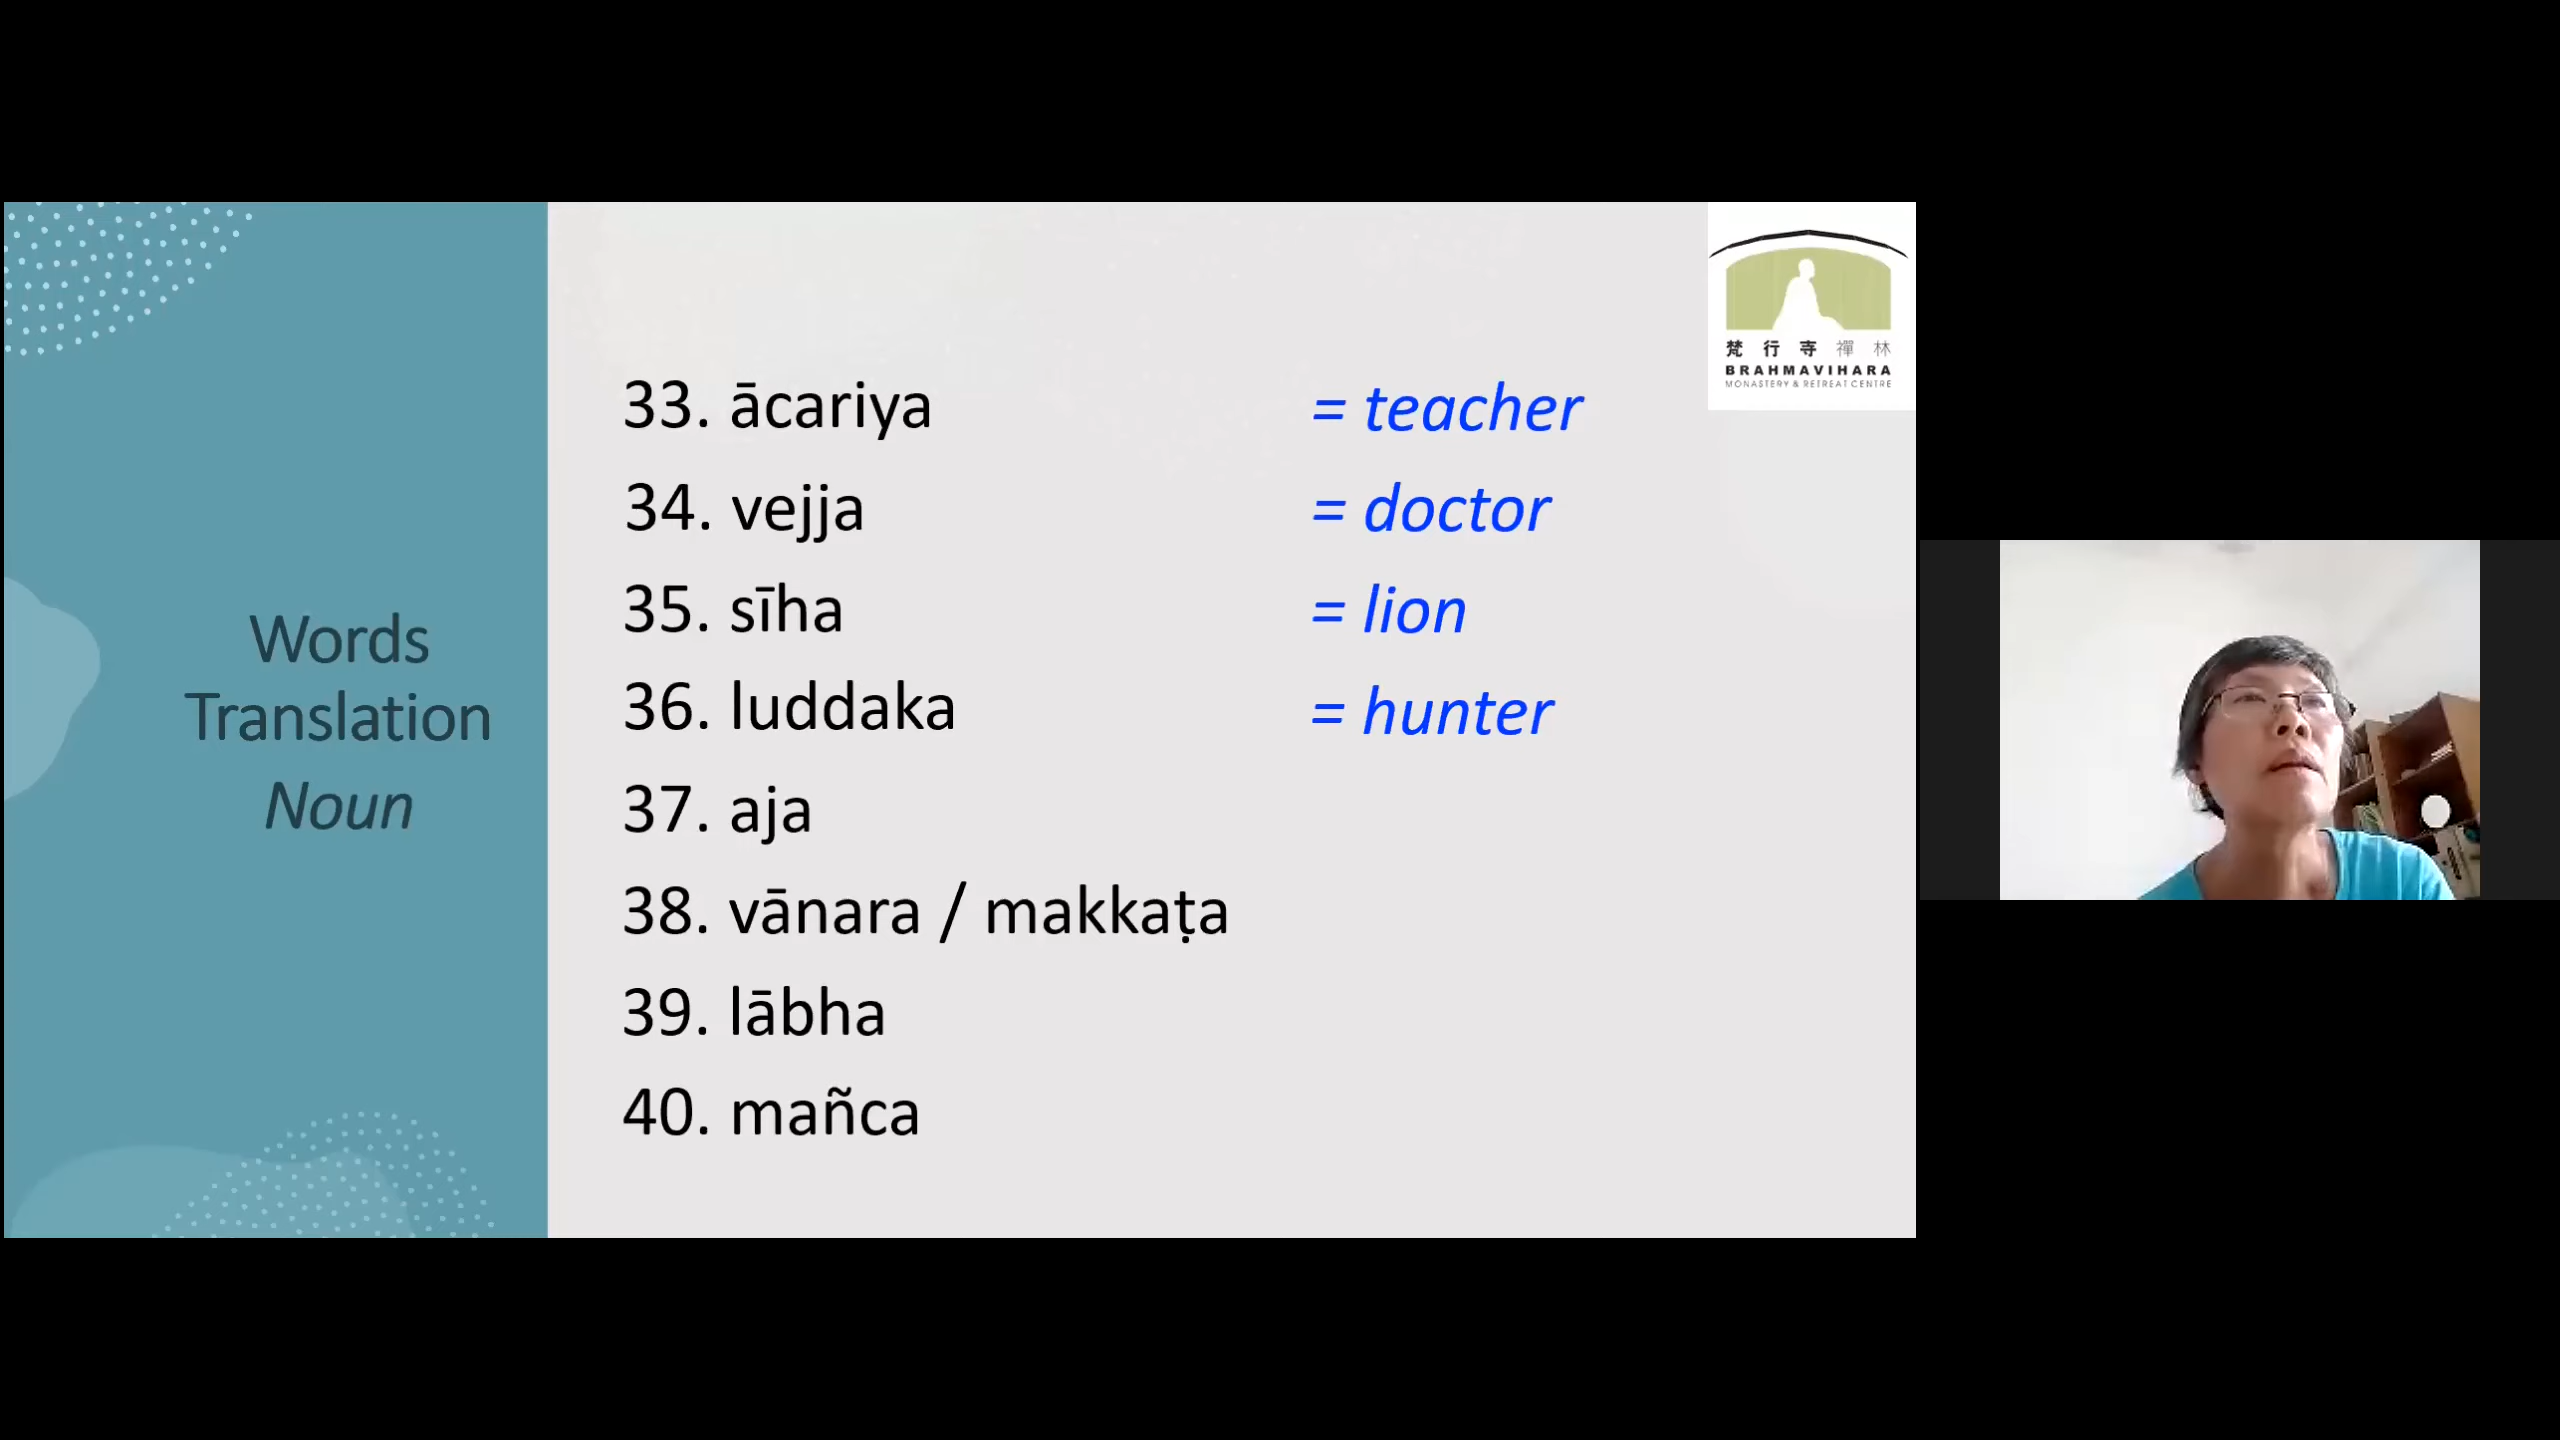 Words
Translation
Noun
33. ācariya = teacher
34. vejja = doctor
35. sīha = lion
36. luddaka = hunter
37. aja
38. vānara / makkaṭa
39. lābha
40. mañca
梵行寺禪林
BRAHMAVIHARA
MONASTERY & RETREAT CENTRE